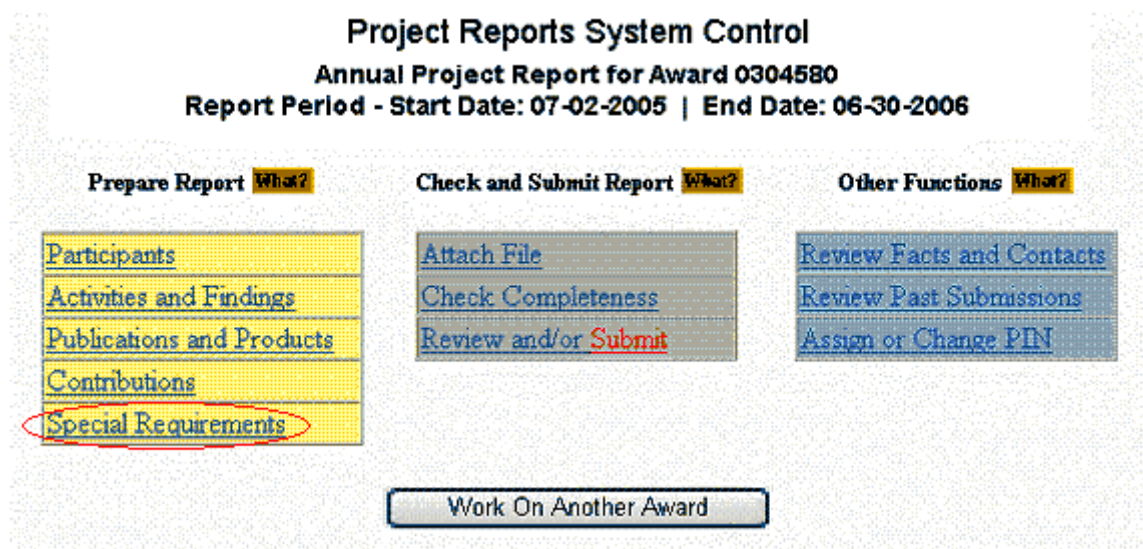 Project Reports System Control
Annual Project Report for Award 0304580
Report Period - Start Date: 07-02-2005 | End Date: 06-30-2006
Prepare Report What?
Check and Submit Report What?
Other Functions What?
Participants
Activities and Findings
Publications and Products
Contributions
Special Requirements
Attach File
Check Completeness
Review and/or Submit
Review Facts and Contacts
Review Past Submissions
Assign or Change PIN
Work On Another Award